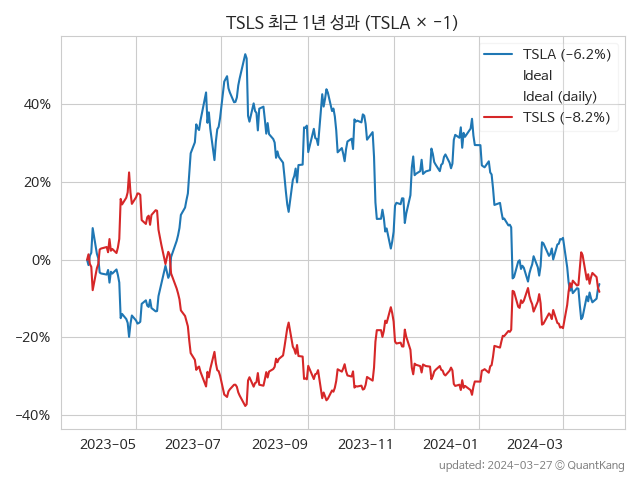 TSLS 최근 1년 성과 (TSLA × −1)
TSLA (−6.2%)
Ideal
Ideal (daily)
TSLS (−8.2%)
40%
20%
0%
−20%
−40%
2023−05
2023−07
2023−09
2023−11
2024−01
2024−03
updated: 2024-03-27 © QuantKang